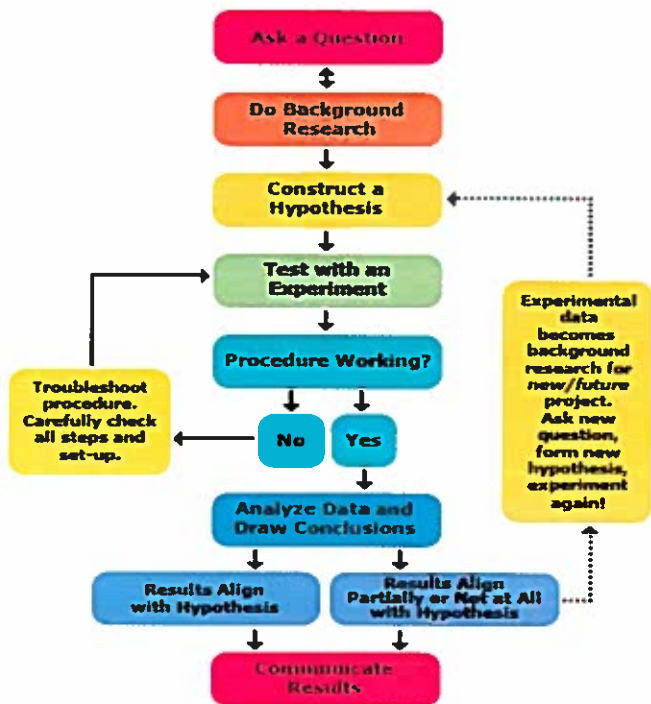 Ask a Question
Do Background
Research
Construct a
Hypothesis
Test with an
Experiment
Procedure Working?
Troubleshoot
procedure.
Carefully check
all steps and
set-up.
No
Yes
Experimental
data
becomes
background
research for
new/future
project.
Ask new
question,
form new
hypothesis,
experiment
again!
Analyze Data and
Draw Conclusions
Results Align
with Hypothesis
Results Align
Partially or Not at All
with Hypothesis
Communicate
Results